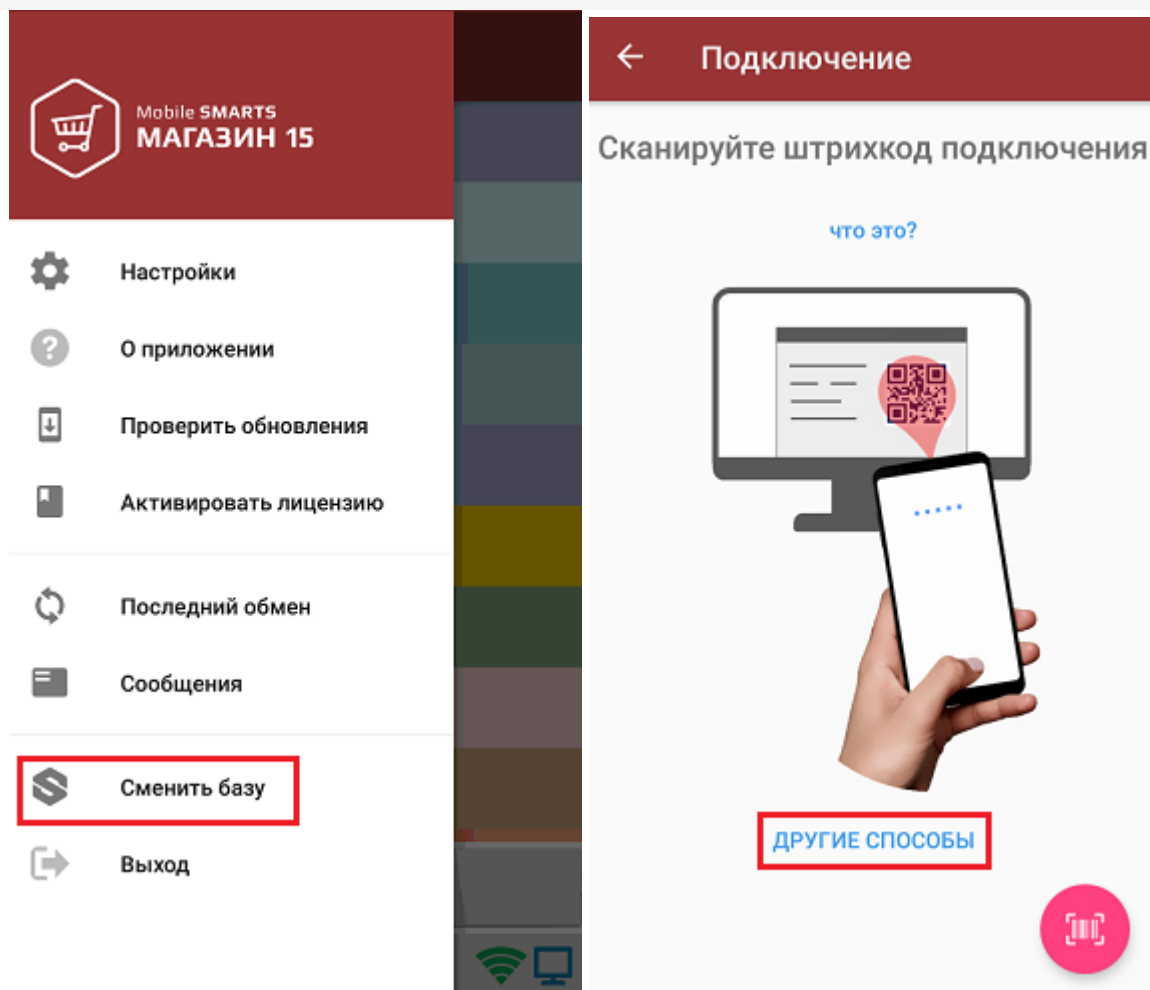 Mobile SMARTS
МАГАЗИН 15
Настройки
О приложении
Проверить обновления
Активировать лицензию
Последний обмен
Сообщения
Сменить базу
Выход
Подключение
Сканируйте штрихкод подключения
что это?
ДРУГИЕ СПОСОБЫ